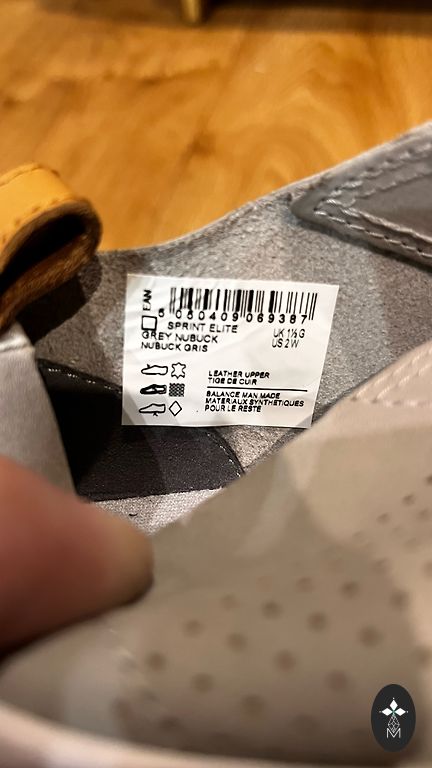 EAN
5 050409 069387
SPRINT ELITE
UK 1½ G
GREY NUBUCK
US 2 W
NUBUCK GRIS
LEATHER UPPER
TIGE DE CUIR
BALANCE MAN MADE
MATERIAUX SYNTHETIQUES
POUR LE RESTE
M